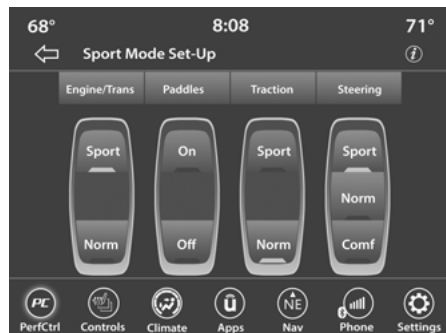 68° 8:08 71°
Sport Mode Set-Up i
Engine/Trans Paddles Traction Steering
Sport On Sport Sport
Norm
Norm Off Norm Comf
PC ū NE
PerfCtrl Controls Climate Apps Nav Phone Settings